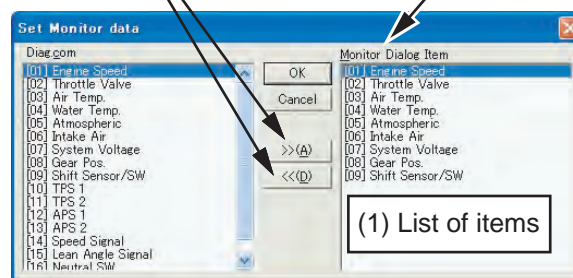 Set Monitor data
Diag.com
[01] Engine Speed
[02] Throttle Valve
[03] Air Temp.
[04] Water Temp.
[05] Atmospheric
[06] Intake Air
[07] System Voltage
[08] Gear Pos.
[09] Shift Sensor/SW
[10] TPS 1
[11] TPS 2
[12] APS 1
[13] APS 2
[14] Speed Signal
[15] Lean Angle Signal
[16] Neutral SW
OK
Cancel
>>(A)
<<(D)
Monitor Dialog Item
[01] Engine Speed
[02] Throttle Valve
[03] Air Temp.
[04] Water Temp.
[05] Atmospheric
[06] Intake Air
[07] System Voltage
[08] Gear Pos.
[09] Shift Sensor/SW
(1) List of items